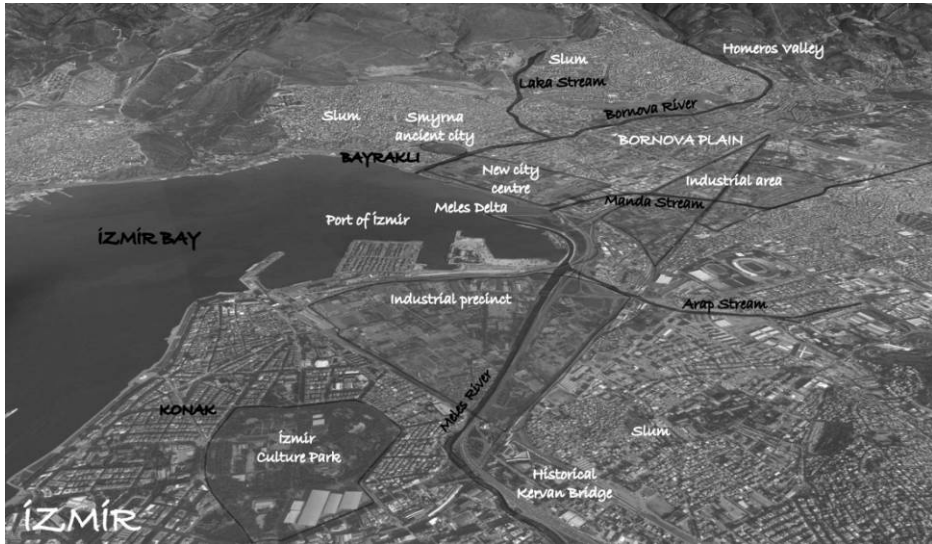 Homeros Valley
Slum
Laka Stream
Bornova River
Slum
Smyrna
ancient city
BORNOVA PLAIN
BAYRAKLI
New city
centre
Industrial area
Meles Delta
Manda Stream
Port of İzmir
İZMİR BAY
Industrial precinct
Arap Stream
Meles River
KONAK
İzmir
Culture Park
Slum
Historical
Kervan Bridge
İZMİR